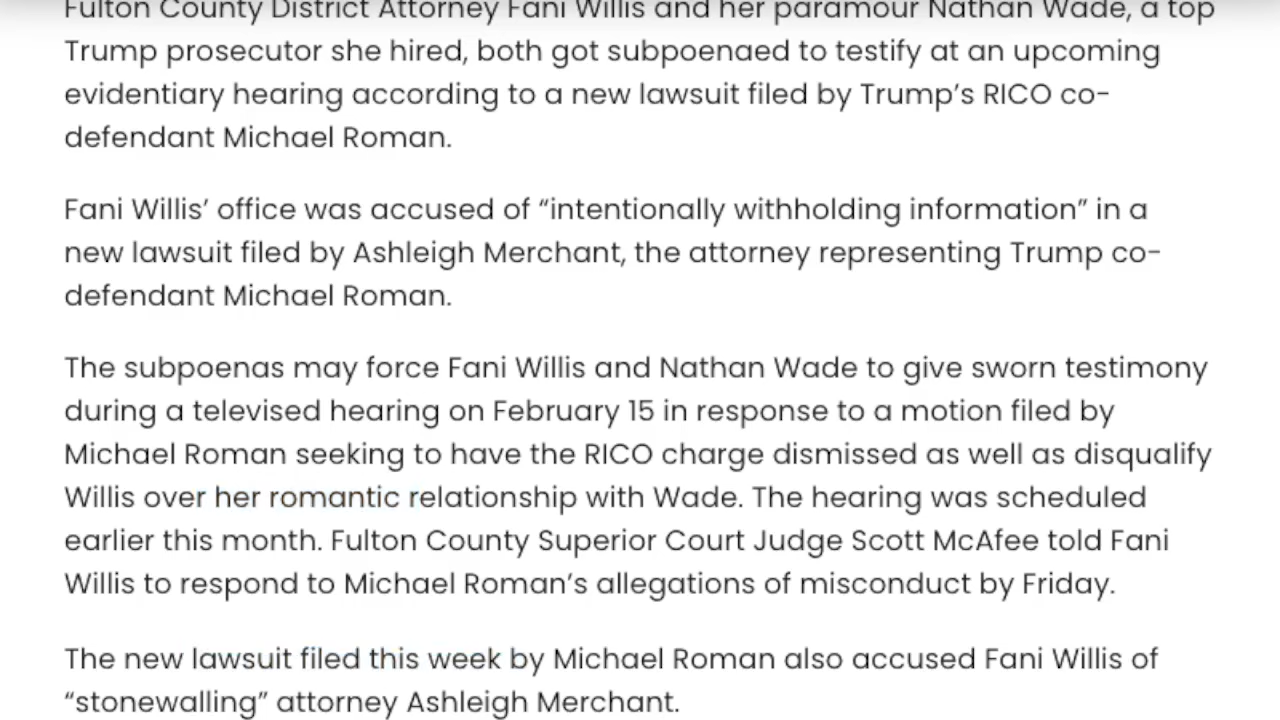 Fulton County District Attorney Fani Willis and her paramour Nathan Wade, a top
Trump prosecutor she hired, both got subpoenaed to testify at an upcoming
evidentiary hearing according to a new lawsuit filed by Trump’s RICO co-
defendant Michael Roman.
Fani Willis’ office was accused of “intentionally withholding information” in a
new lawsuit filed by Ashleigh Merchant, the attorney representing Trump co-
defendant Michael Roman.
The subpoenas may force Fani Willis and Nathan Wade to give sworn testimony
during a televised hearing on February 15 in response to a motion filed by
Michael Roman seeking to have the RICO charge dismissed as well as disqualify
Willis over her romantic relationship with Wade. The hearing was scheduled
earlier this month. Fulton County Superior Court Judge Scott McAfee told Fani
Willis to respond to Michael Roman’s allegations of misconduct by Friday.
The new lawsuit filed this week by Michael Roman also accused Fani Willis of
“stonewalling” attorney Ashleigh Merchant.